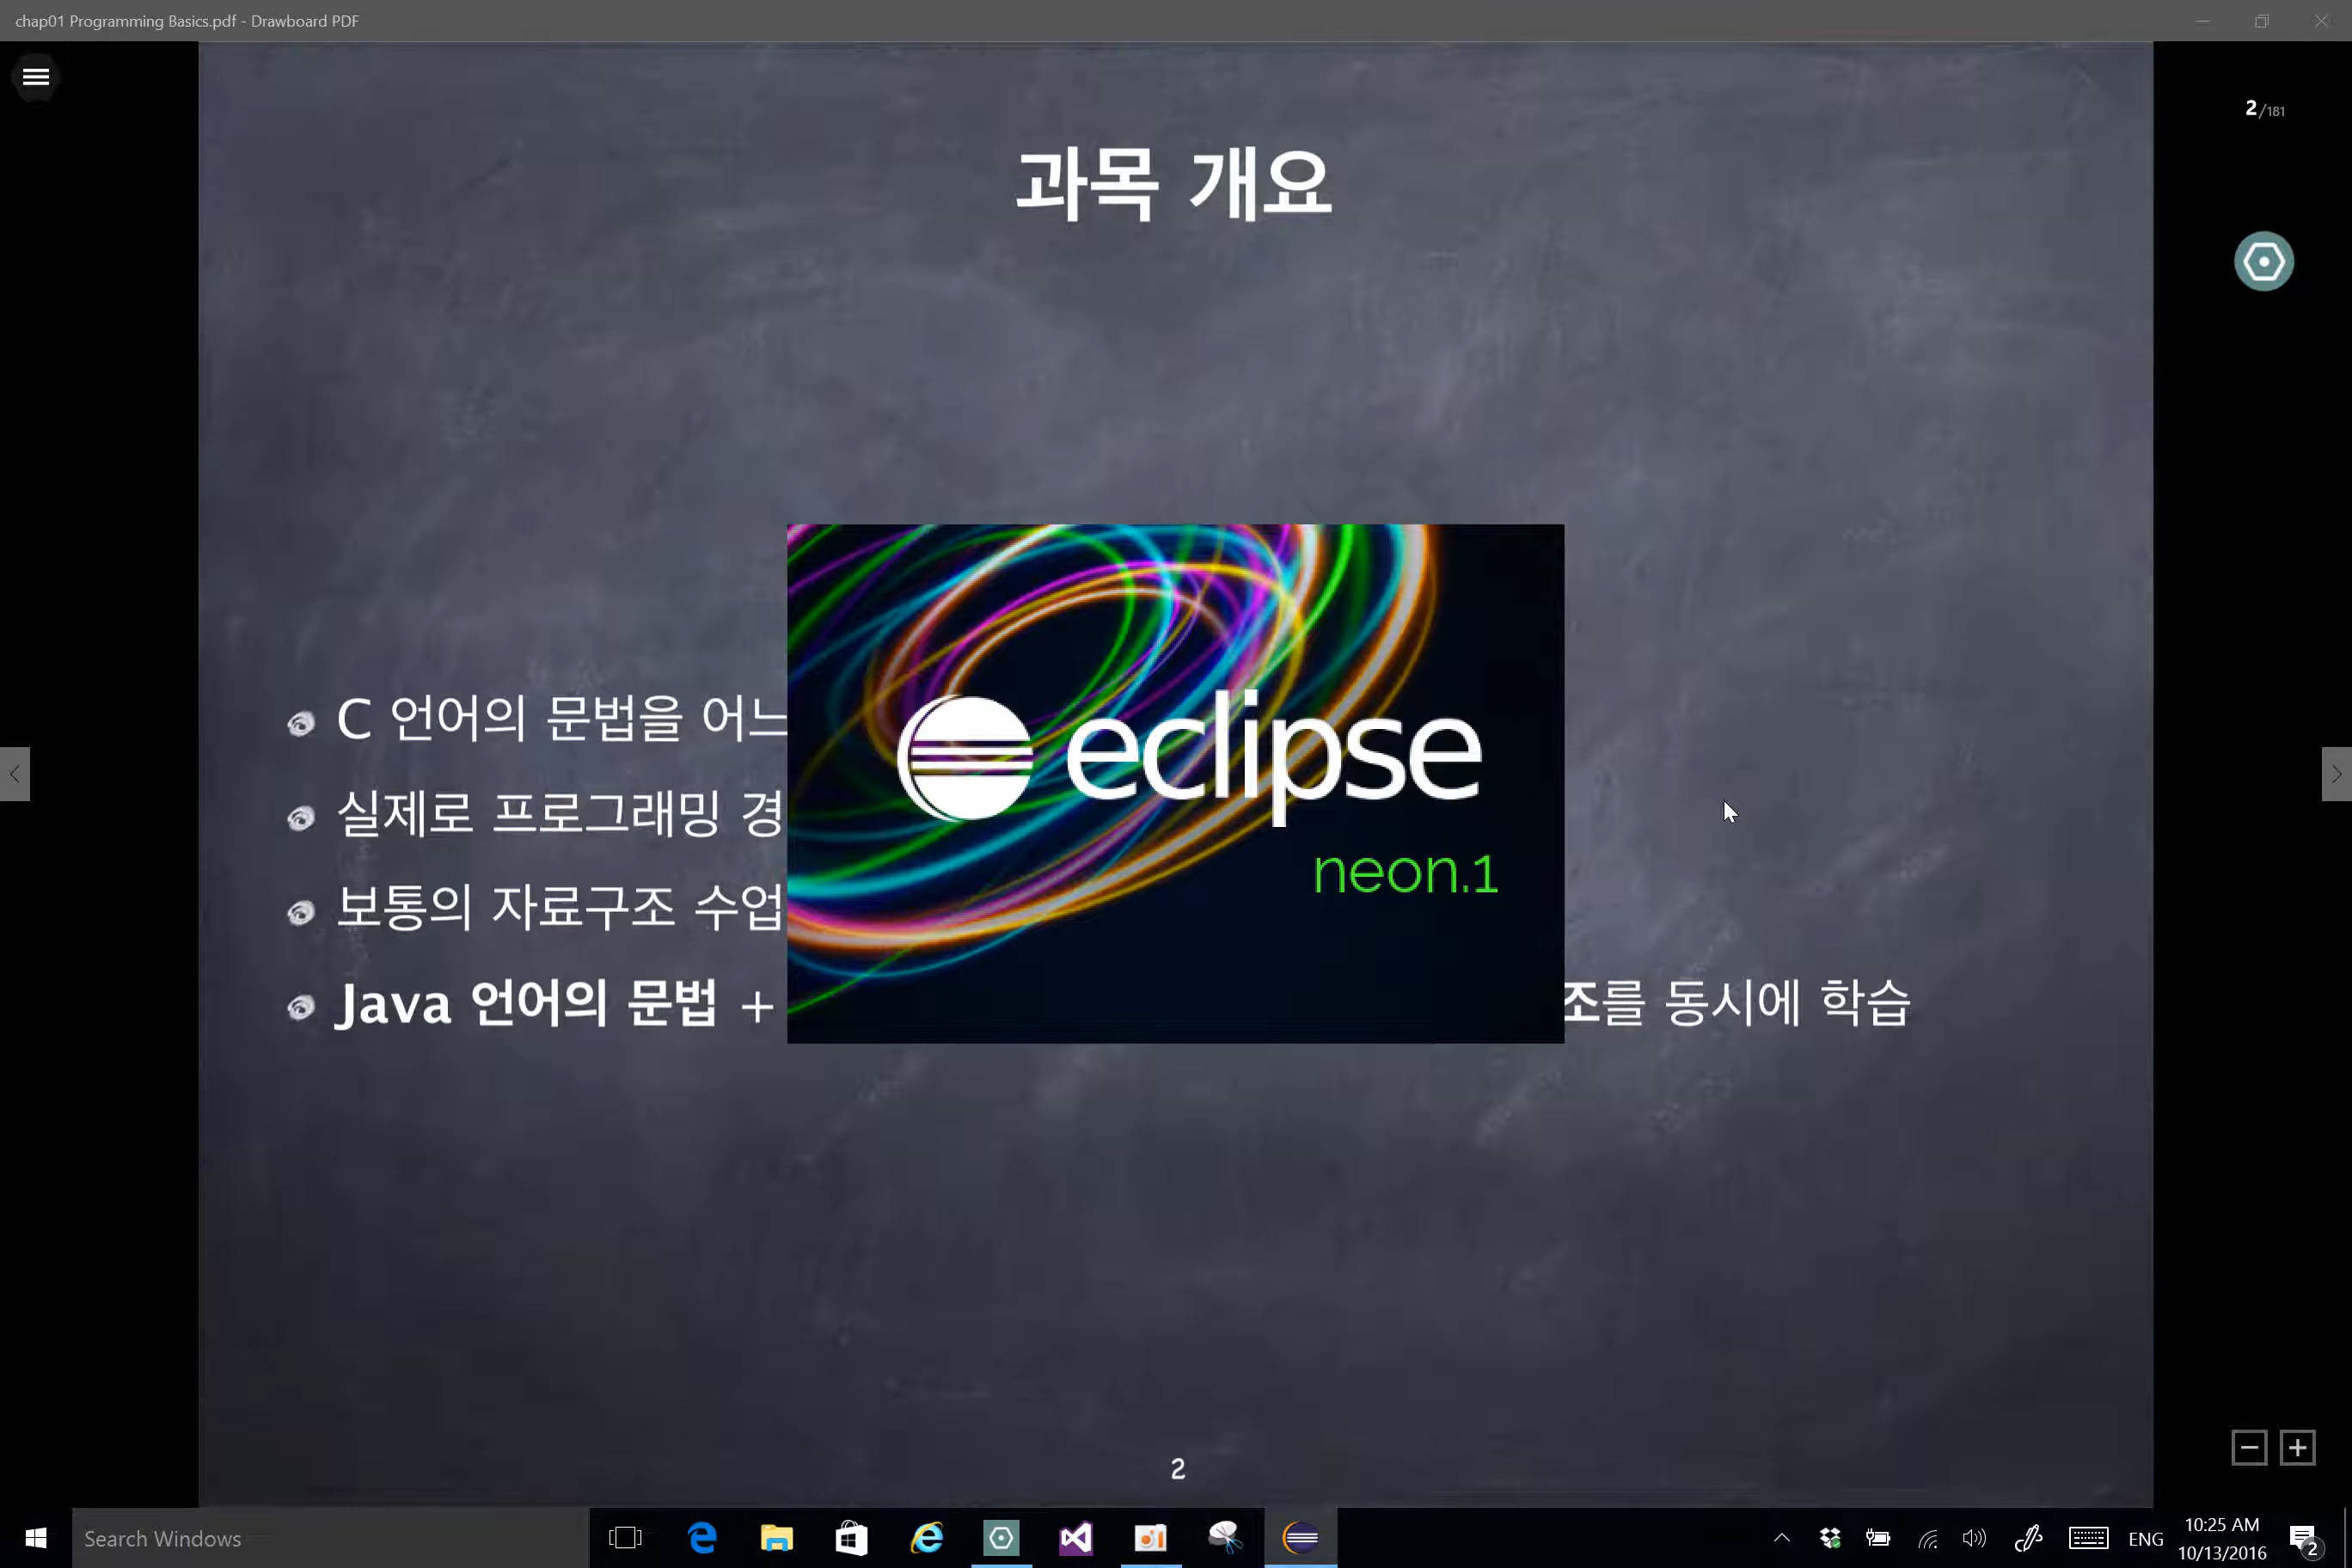 chap01 Programming Basics.pdf - Drawboard PDF
2/181
과목 개요
C 언어의 문법을 어느
실제로 프로그래밍 경
보통의 자료구조 수업
Java 언어의 문법 +
조를 동시에 학습
eclipse
neon.1
2
Search Windows
ENG
10:25 AM
10/13/2016
2